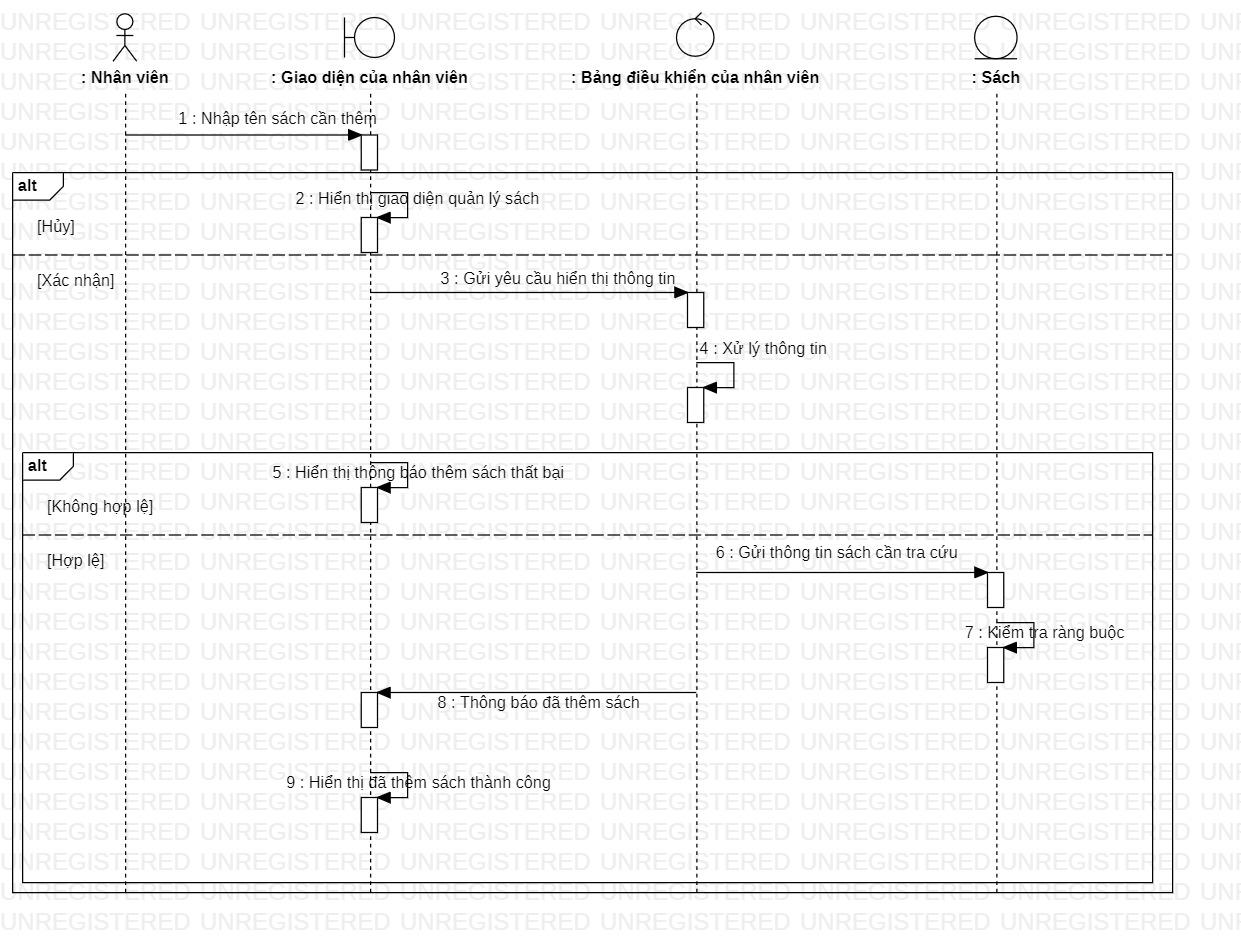 : Nhân viên
: Giao diện của nhân viên
: Bảng điều khiển của nhân viên
: Sách
1 : Nhập tên sách cần thêm
alt
2 : Hiển thị giao diện quản lý sách
[Hủy]
[Xác nhận]
3 : Gửi yêu cầu hiển thị thông tin
4 : Xử lý thông tin
alt
5 : Hiển thị thông báo thêm sách thất bại
[Không hợp lệ]
[Hợp lệ]
6 : Gửi thông tin sách cần tra cứu
7 : Kiểm tra ràng buộc
8 : Thông báo đã thêm sách
9 : Hiển thị đã thêm sách thành công
UNREGISTERED